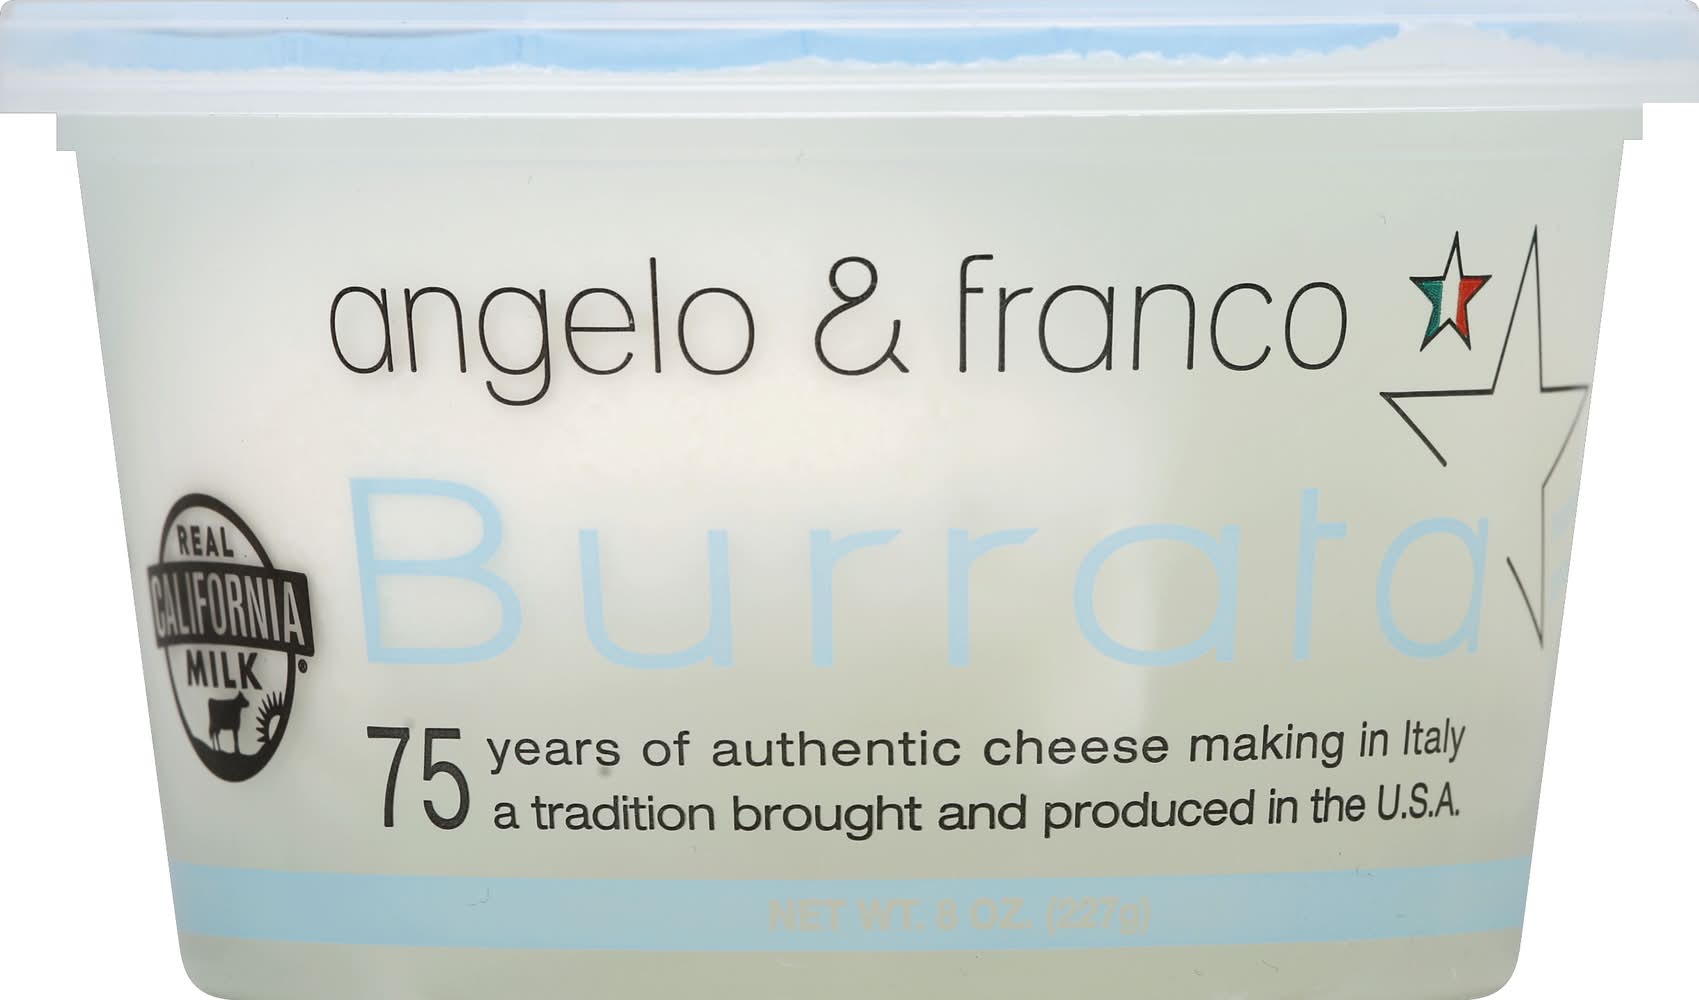 angelo & franco
Burrata
REAL
CALIFORNIA
MILK
®
75 years of authentic cheese making in Italy
a tradition brought and produced in the U.S.A.
NET WT. 8 OZ. (227g)